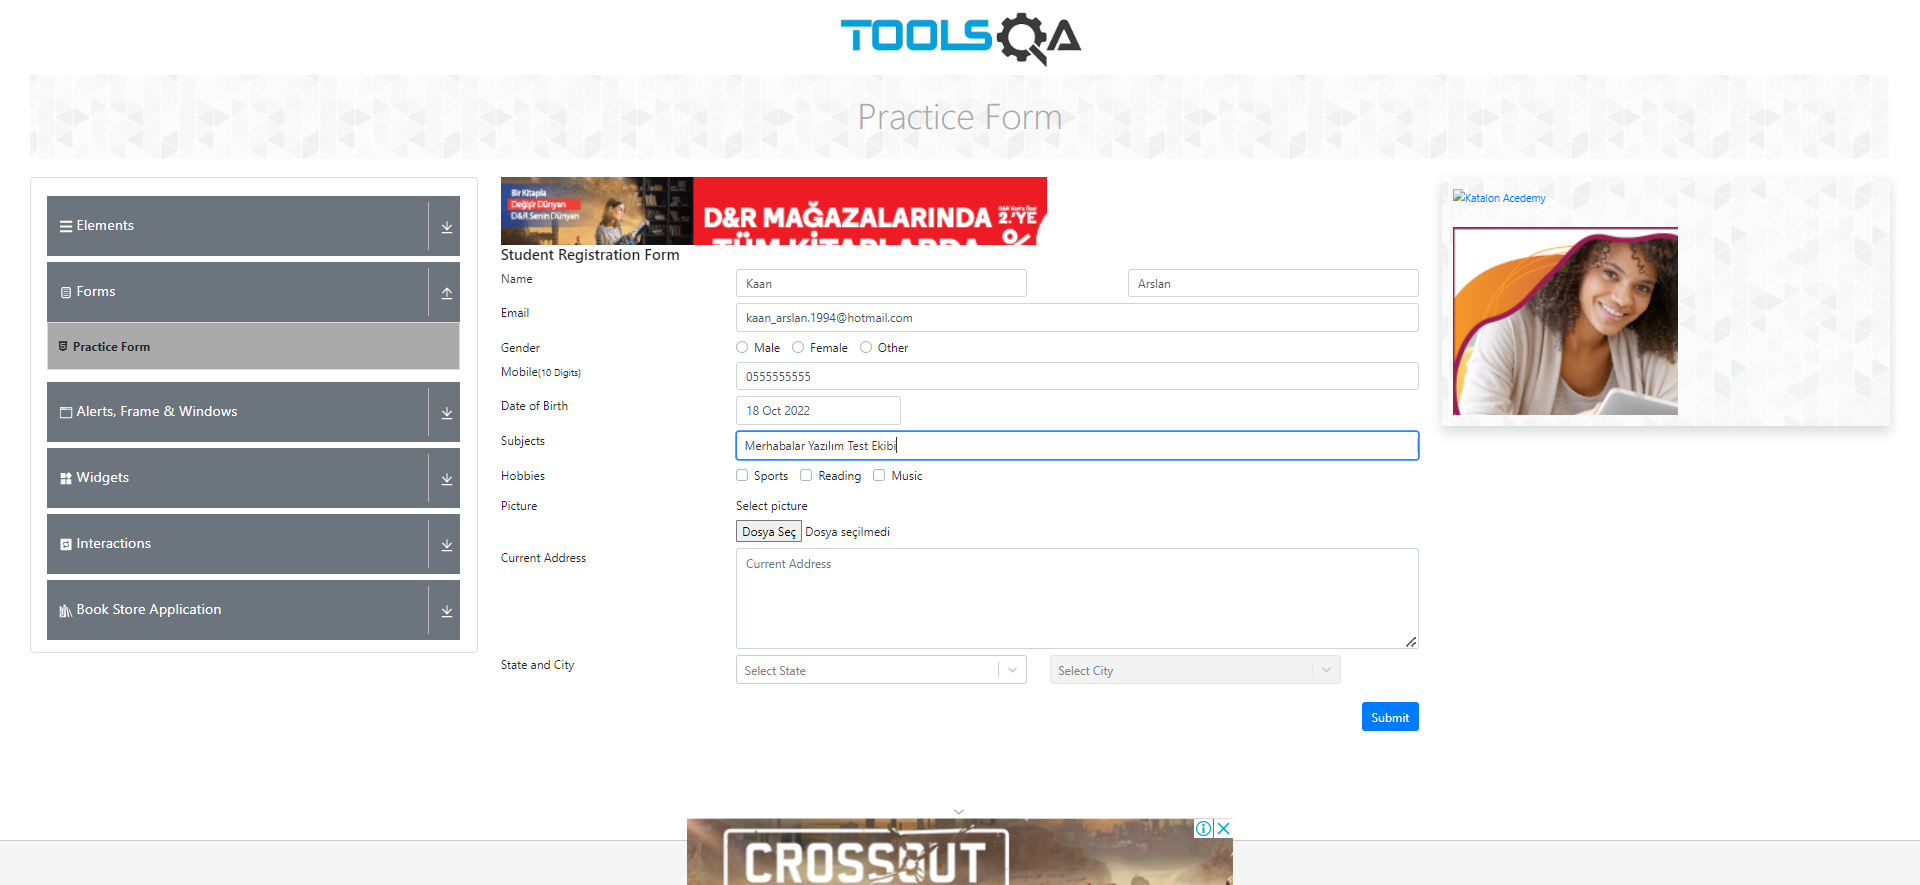 TOOLSQA
Practice Form
Elements
Forms
Practice Form
Alerts, Frame & Windows
Widgets
Interactions
Book Store Application
Bir Kitapla
Değişir Dünyan
D&R Senin Dünyan
D&R MAĞAZALARINDA
TÜM KİTAPLARDA
2.'YE
%
Student Registration Form
Name Kaan Arslan
Email kaan_arslan.1994@hotmail.com
Gender Male Female Other
Mobile(10 Digits) 0555555555
Date of Birth 18 Oct 2022
Subjects Merhabalar Yazılım Test Ekibi
Hobbies Sports Reading Music
Picture Select picture
Dosya Seç Dosya seçilmedi
Current Address Current Address
State and City Select State Select City
Submit
Katalon Acedemy
CROSSOUT